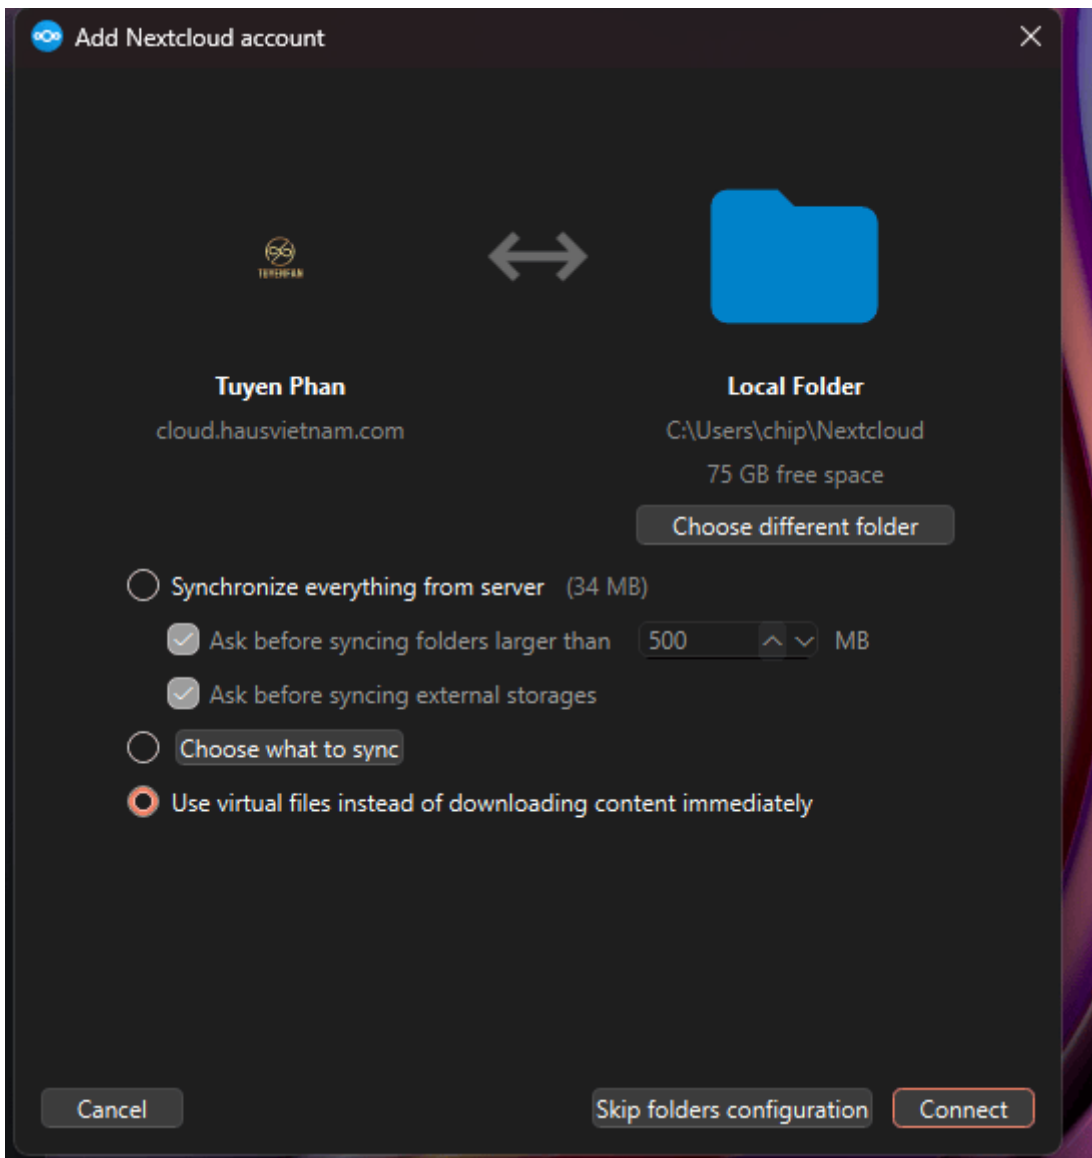 Add Nextcloud account
TUYENFAN
Tuyen Phan
cloud.hausvietnam.com
Local Folder
C:\Users\chip\Nextcloud
75 GB free space
Choose different folder
Synchronize everything from server (34 MB)
Ask before syncing folders larger than 500 MB
Ask before syncing external storages
Choose what to sync
Use virtual files instead of downloading content immediately
Cancel
Skip folders configuration
Connect